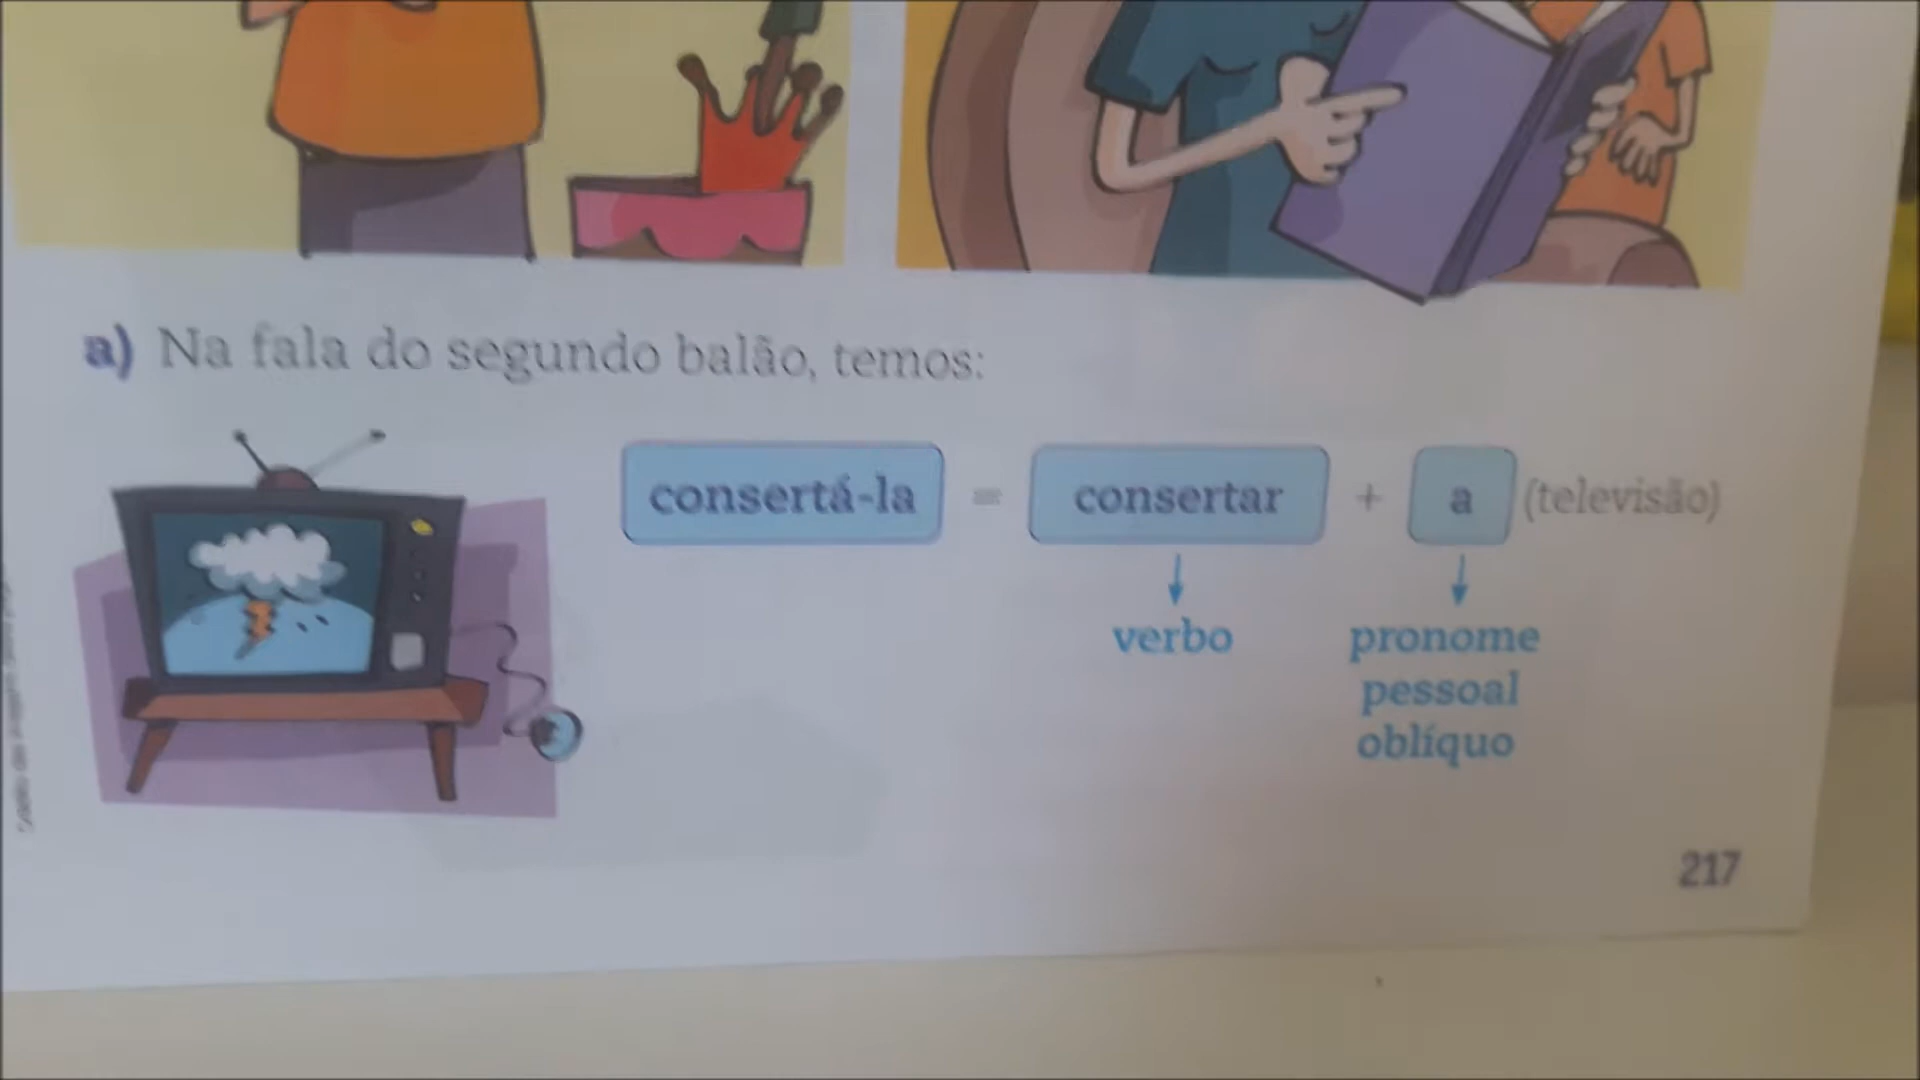 a) Na fala do segundo balão, temos:
consertá-la = consertar + a (televisão)
verbo
pronome
pessoal
oblíquo
217